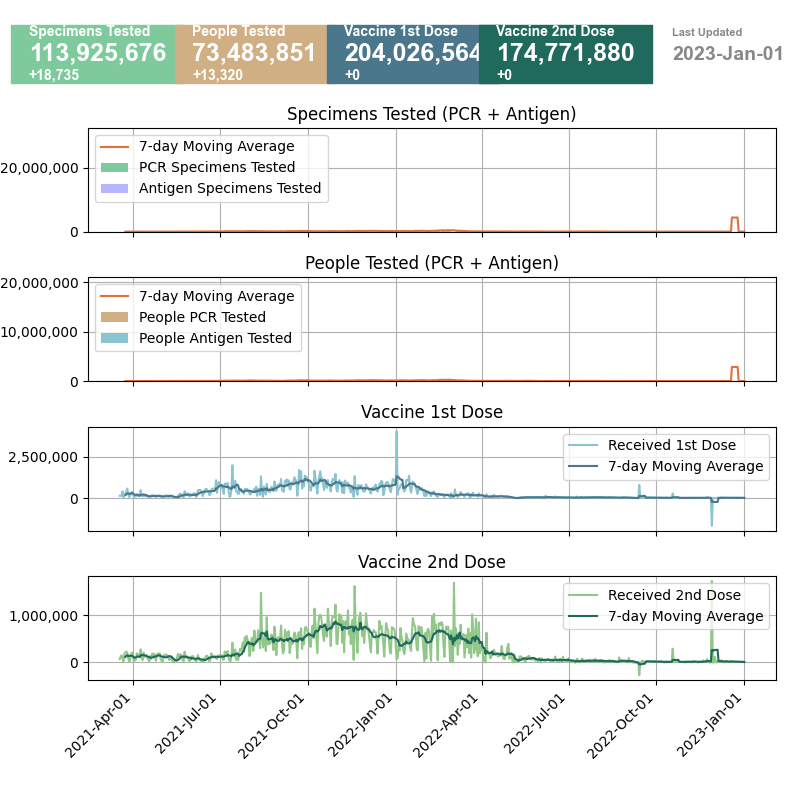 Specimens Tested
113,925,676
+18,735
People Tested
73,483,851
+13,320
Vaccine 1st Dose
204,026,564
+0
Vaccine 2nd Dose
174,771,880
+0
Last Updated
2023-Jan-01
Specimens Tested (PCR + Antigen)
20,000,000
0
7-day Moving Average
PCR Specimens Tested
Antigen Specimens Tested
People Tested (PCR + Antigen)
20,000,000
10,000,000
0
7-day Moving Average
People PCR Tested
People Antigen Tested
Vaccine 1st Dose
2,500,000
0
Received 1st Dose
7-day Moving Average
Vaccine 2nd Dose
1,000,000
0
Received 2nd Dose
7-day Moving Average
2021-Apr-01
2021-Jul-01
2021-Oct-01
2022-Jan-01
2022-Apr-01
2022-Jul-01
2022-Oct-01
2023-Jan-01